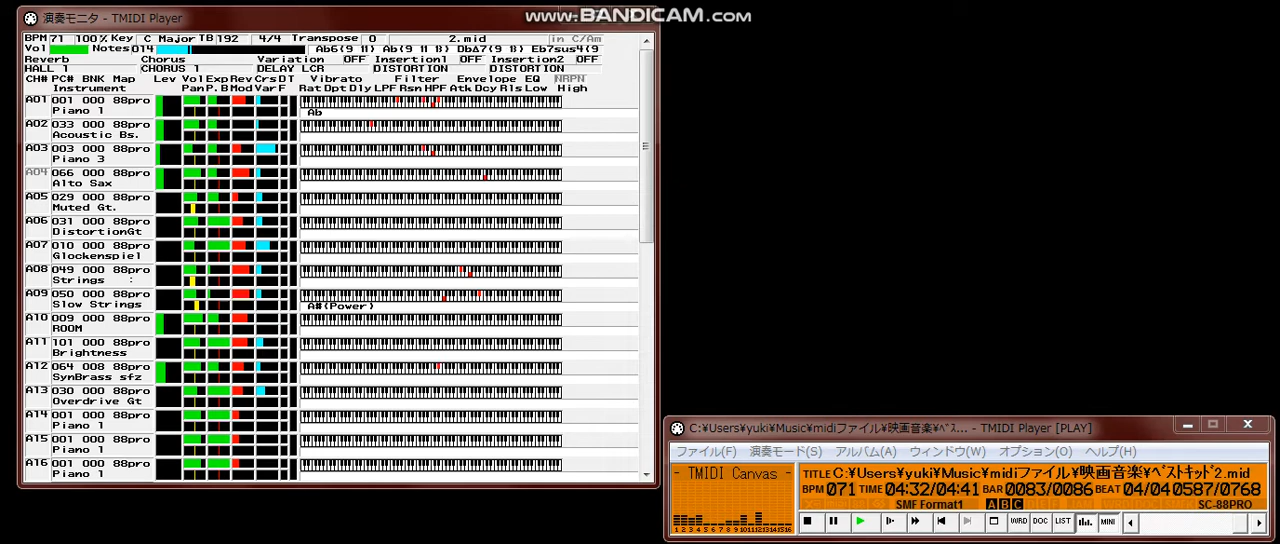 演奏モニタ - TMIDI Player
www.BANDICAM.com
BPM 71 100% Key C Major TB 192 4/4 Transpose 0 2.mid in C/Am
Vol Notes 014 Ab6(9 11) Ab(9 11 13) DbΔ7(9 13) Eb7sus4(9
Reverb Chorus Variation OFF Insertion1 OFF Insertion2 OFF
HALL 1 CHORUS 1 DELAY LCR DISTORTION DISTORTION
CH# PC# BNK Map Lev Vol Exp Rev Crs DT Vibrato Filter Envelope EQ NRPN
Instrument Pan P.B Mod Var F Rat Dpt Dly LPF Rsn HPF Atk Dcy Rls Low High
A01 001 000 88pro
Piano 1 Ab
A02 033 000 88pro
Acoustic Bs.
A03 003 000 88pro
Piano 3
A04 066 000 88pro
Alto Sax
A05 029 000 88pro
Muted Gt.
A06 031 000 88pro
DistortionGt
A07 010 000 88pro
Glockenspiel
A08 049 000 88pro
Strings :
A09 050 000 88pro
Slow Strings A#(Power)
A10 009 000 88pro
ROOM
A11 101 000 88pro
Brightness
A12 064 008 88pro
SynBrass sfz
A13 030 000 88pro
Overdrive Gt
A14 001 000 88pro
Piano 1
A15 001 000 88pro
Piano 1
A16 001 000 88pro
Piano 1
C:¥Users¥yuki¥Music¥midiファイル¥映画音楽¥ﾍﾞｽ... - TMIDI Player [PLAY]
ファイル(F) 演奏モード(S) アルバム(A) ウィンドウ(W) オプション(O) ヘルプ(H)
- TMIDI Canvas -
TITLE C:¥Users¥yuki¥Music¥midiファイル¥映画音楽¥ﾍﾞｽﾄｷｯﾄﾞ2.mid
BPM 071 TIME 04:32/04:41 BAR 0083/0086 BEAT 04/04 0587/0768
SMF Format1 A B C SC-88PRO
1 2 3 4 5 6 7 8 9 10 11 12 13 14 15 16
WRD DOC LIST MINI